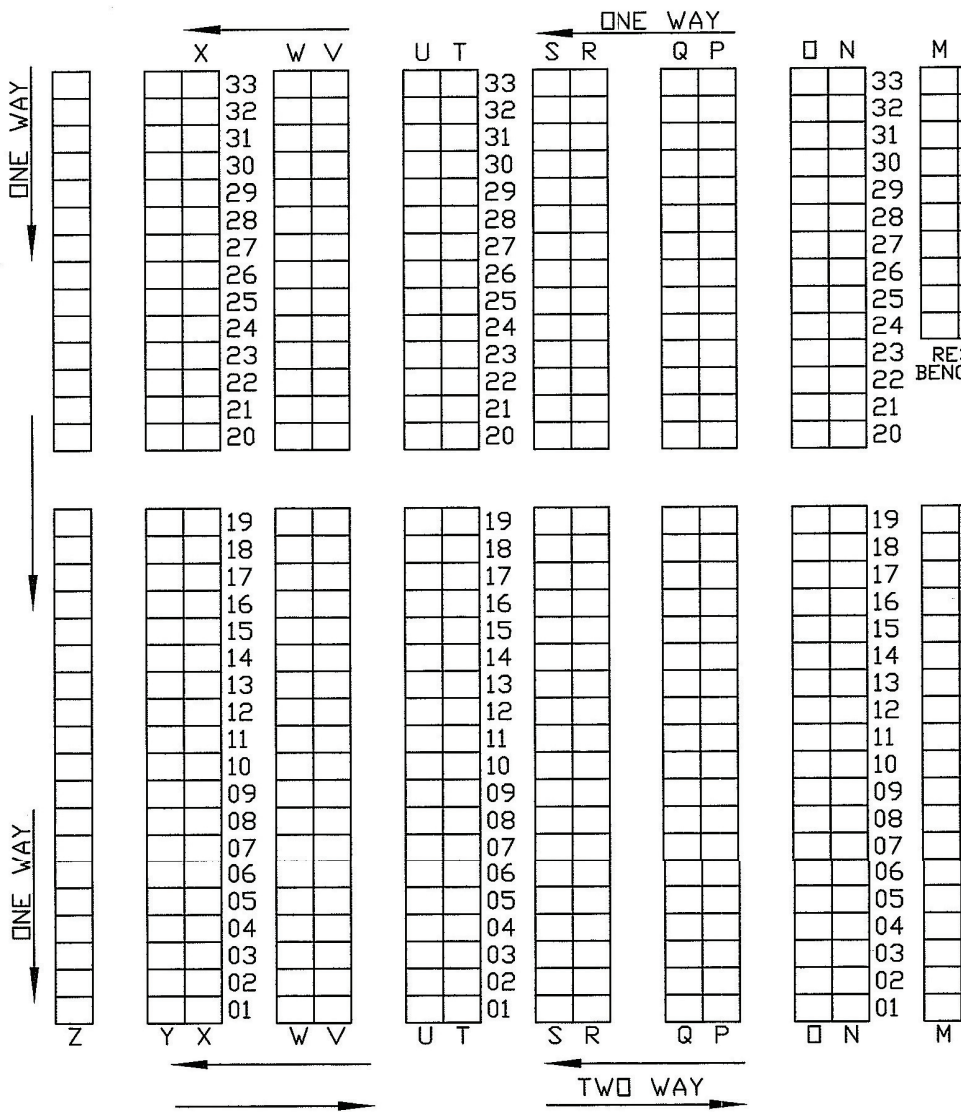 ONE WAY
X W V U T S R Q P O N M
ONE WAY
33 33 33
32 32 32
31 31 31
30 30 30
29 29 29
28 28 28
27 27 27
26 26 26
25 25 25
24 24 24
23 23 23
22 22 22
21 21 21
20 20 20
19 19 19
18 18 18
17 17 17
16 16 16
15 15 15
14 14 14
13 13 13
12 12 12
11 11 11
10 10 10
09 09 09
08 08 08
07 07 07
06 06 06
05 05 05
04 04 04
03 03 03
02 02 02
01 01 01
ONE WAY
Z Y X W V U T S R Q P O N M
TWO WAY